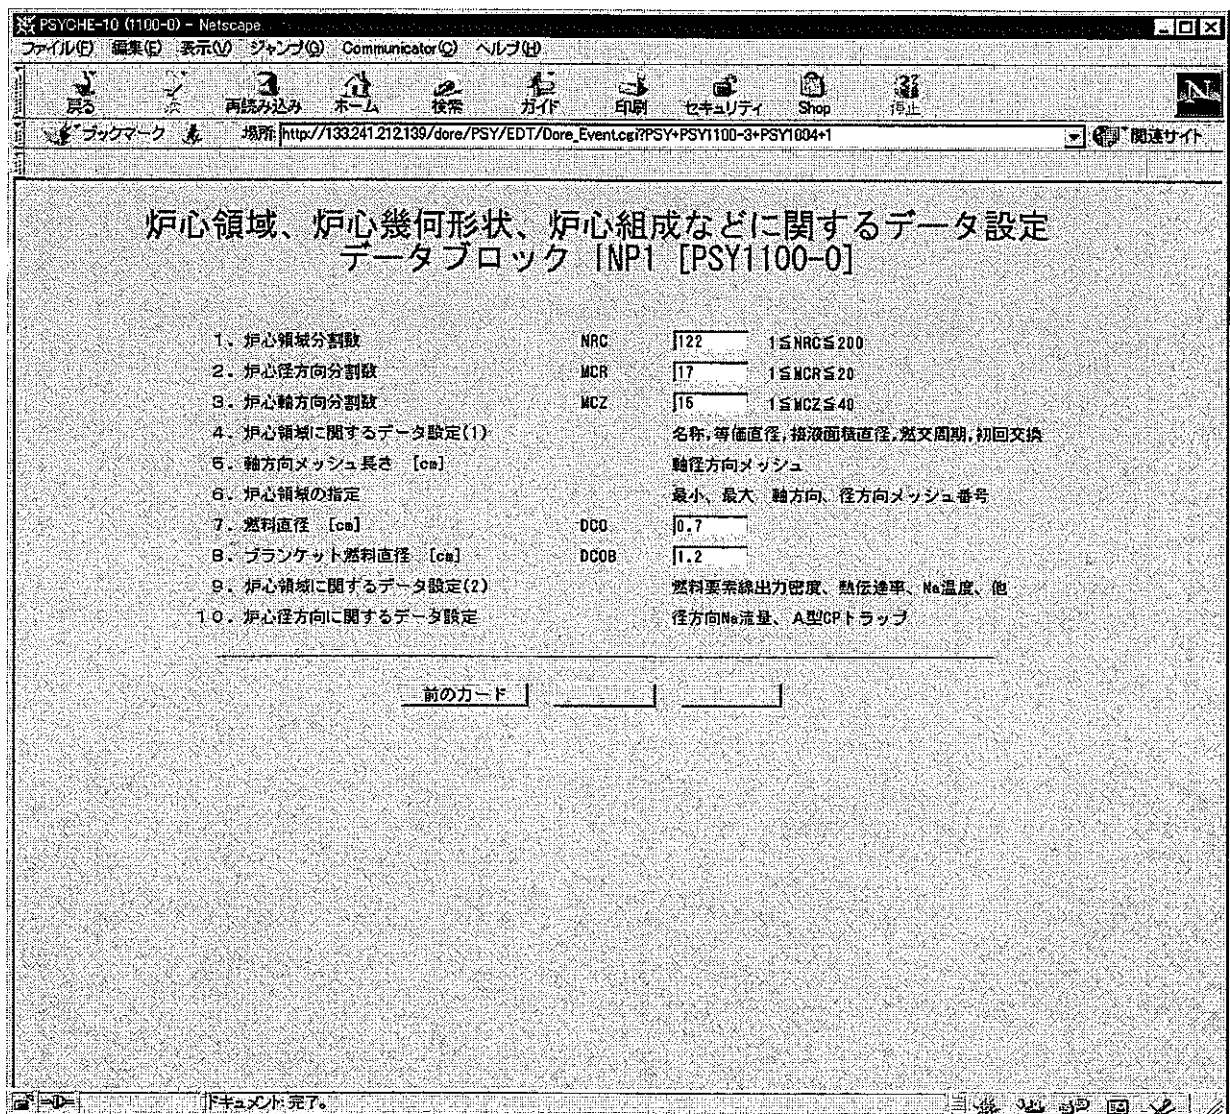 PSYCHE-10 (1100-0) - Netscape
ファイル(F) 編集(E) 表示(V) ジャンプ(G) Communicator(C) ヘルプ(H)
戻る 次 再読み込み ホーム 検索 ガイド 印刷 セキュリティ Shop 停止
ブックマーク 場所: http://133.241.212.139/dore/PSY/EDT/Dore_Event.cgi?PSY+PSY1100-3+PSY1004+1 関連サイト
炉心領域、炉心幾何形状、炉心組成などに関するデータ設定
データブロック INP1 [PSY1100-0]
1. 炉心領域分割数 NRC 122 1≦NRC≦200
2. 炉心径方向分割数 MCR 17 1≦MCR≦20
3. 炉心軸方向分割数 MCZ 15 1≦MCZ≦40
4. 炉心領域に関するデータ設定(1) 名称,等価直径,接液面積直径,燃交周期,初回交換
5. 軸方向メッシュ長さ [cm] 軸径方向メッシュ
6. 炉心領域の指定 最小、最大 軸方向、径方向メッシュ番号
7. 燃料直径 [cm] DCO 0.7
8. ブランケット燃料直径 [cm] DCOB 1.2
9. 炉心領域に関するデータ設定(2) 燃料要素線出力密度、熱伝達率、Na温度、他
10. 炉心径方向に関するデータ設定 径方向Na流量、A型CPトラップ
前のカード
ドキュメント: 完了。